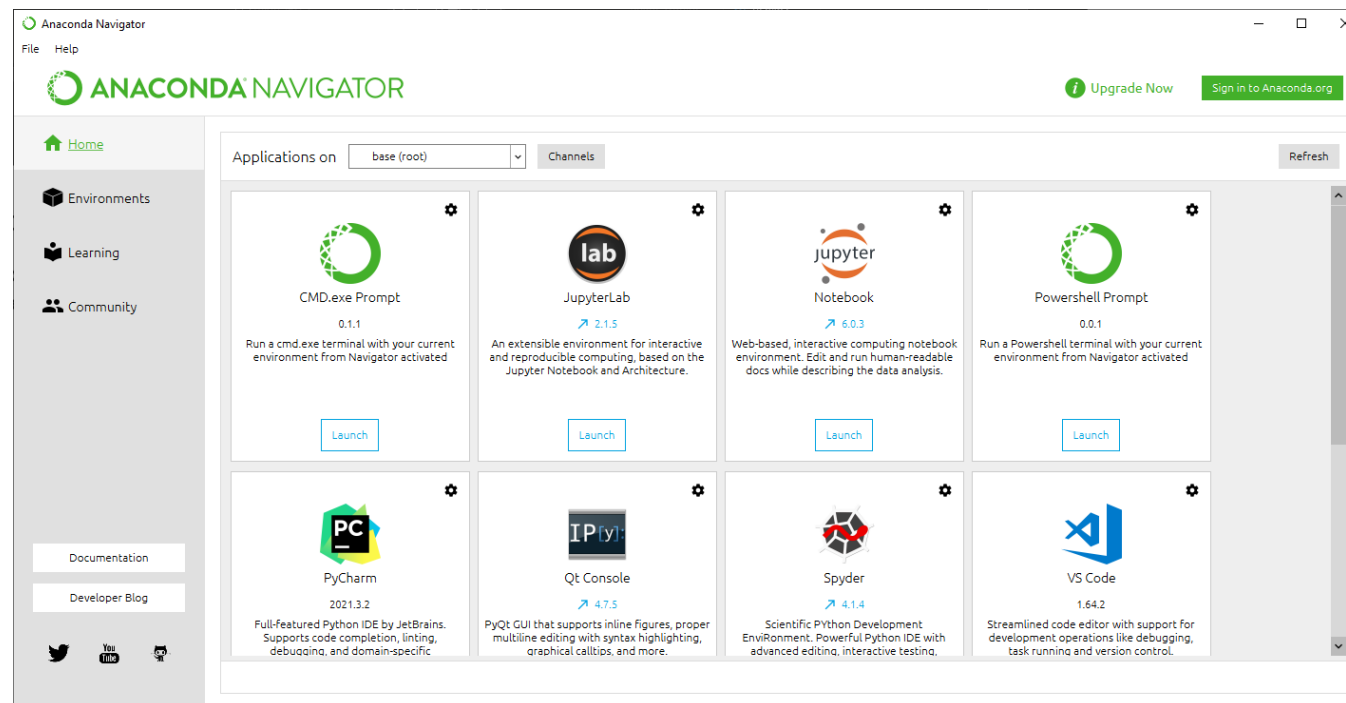 Anaconda Navigator
File Help
ANACONDA NAVIGATOR
i Upgrade Now
Sign in to Anaconda.org
Home
Environments
Learning
Community
Documentation
Developer Blog
You
Tube
Applications on base (root) Channels Refresh
lab
CMD.exe Prompt
0.1.1
Run a cmd.exe terminal with your current
environment from Navigator activated
Launch
JupyterLab
2.1.5
An extensible environment for interactive
and reproducible computing, based on the
Jupyter Notebook and Architecture.
Launch
jupyter
Notebook
6.0.3
Web-based, interactive computing notebook
environment. Edit and run human-readable
docs while describing the data analysis.
Launch
Powershell Prompt
0.0.1
Run a Powershell terminal with your current
environment from Navigator activated
Launch
PC
PyCharm
2021.3.2
Full-featured Python IDE by JetBrains.
Supports code completion, linting,
debugging, and domain-specific
IP[y]:
Qt Console
4.7.5
PyQt GUI that supports inline figures, proper
multiline editing with syntax highlighting,
graphical calltips, and more.
Spyder
4.1.4
Scientific PYthon Development
EnviRonment. Powerful Python IDE with
advanced editing, interactive testing,
VS Code
1.64.2
Streamlined code editor with support for
development operations like debugging,
task running and version control.